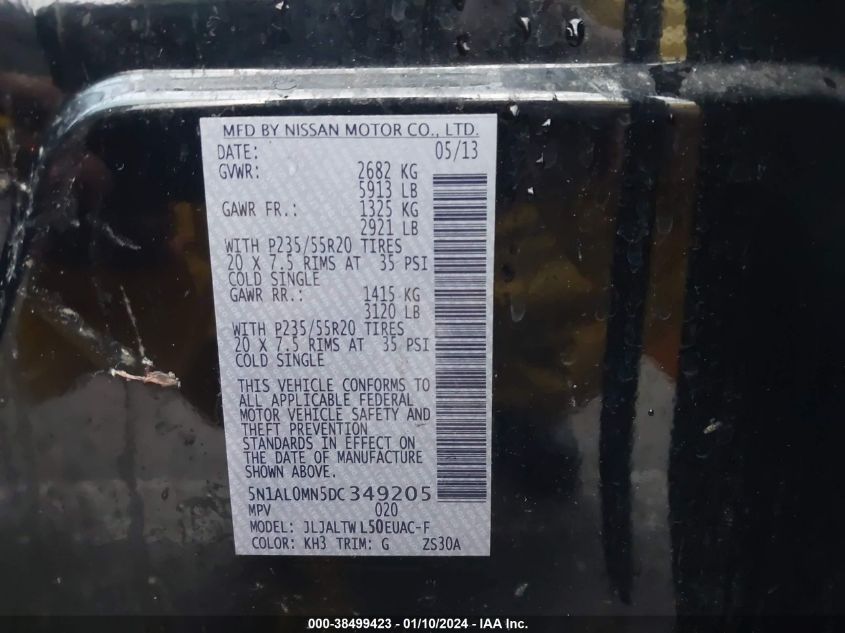 MFD BY NISSAN MOTOR CO., LTD.
DATE: 05/13
GVWR: 2682 KG
5913 LB
GAWR FR.: 1325 KG
2921 LB
WITH P235/55R20 TIRES
20 X 7.5 RIMS AT 35 PSI
COLD SINGLE
GAWR RR.: 1415 KG
3120 LB
WITH P235/55R20 TIRES
20 X 7.5 RIMS AT 35 PSI
COLD SINGLE
THIS VEHICLE CONFORMS TO
ALL APPLICABLE FEDERAL
MOTOR VEHICLE SAFETY AND
THEFT PREVENTION
STANDARDS IN EFFECT ON
THE DATE OF MANUFACTURE
SHOWN ABOVE.
5N1AL0MN5DC349205
MPV 020
MODEL: JLJALTWL50EUAC-F
COLOR: KH3 TRIM: G ZS30A
000-38499423 - 01/10/2024 - IAA Inc.